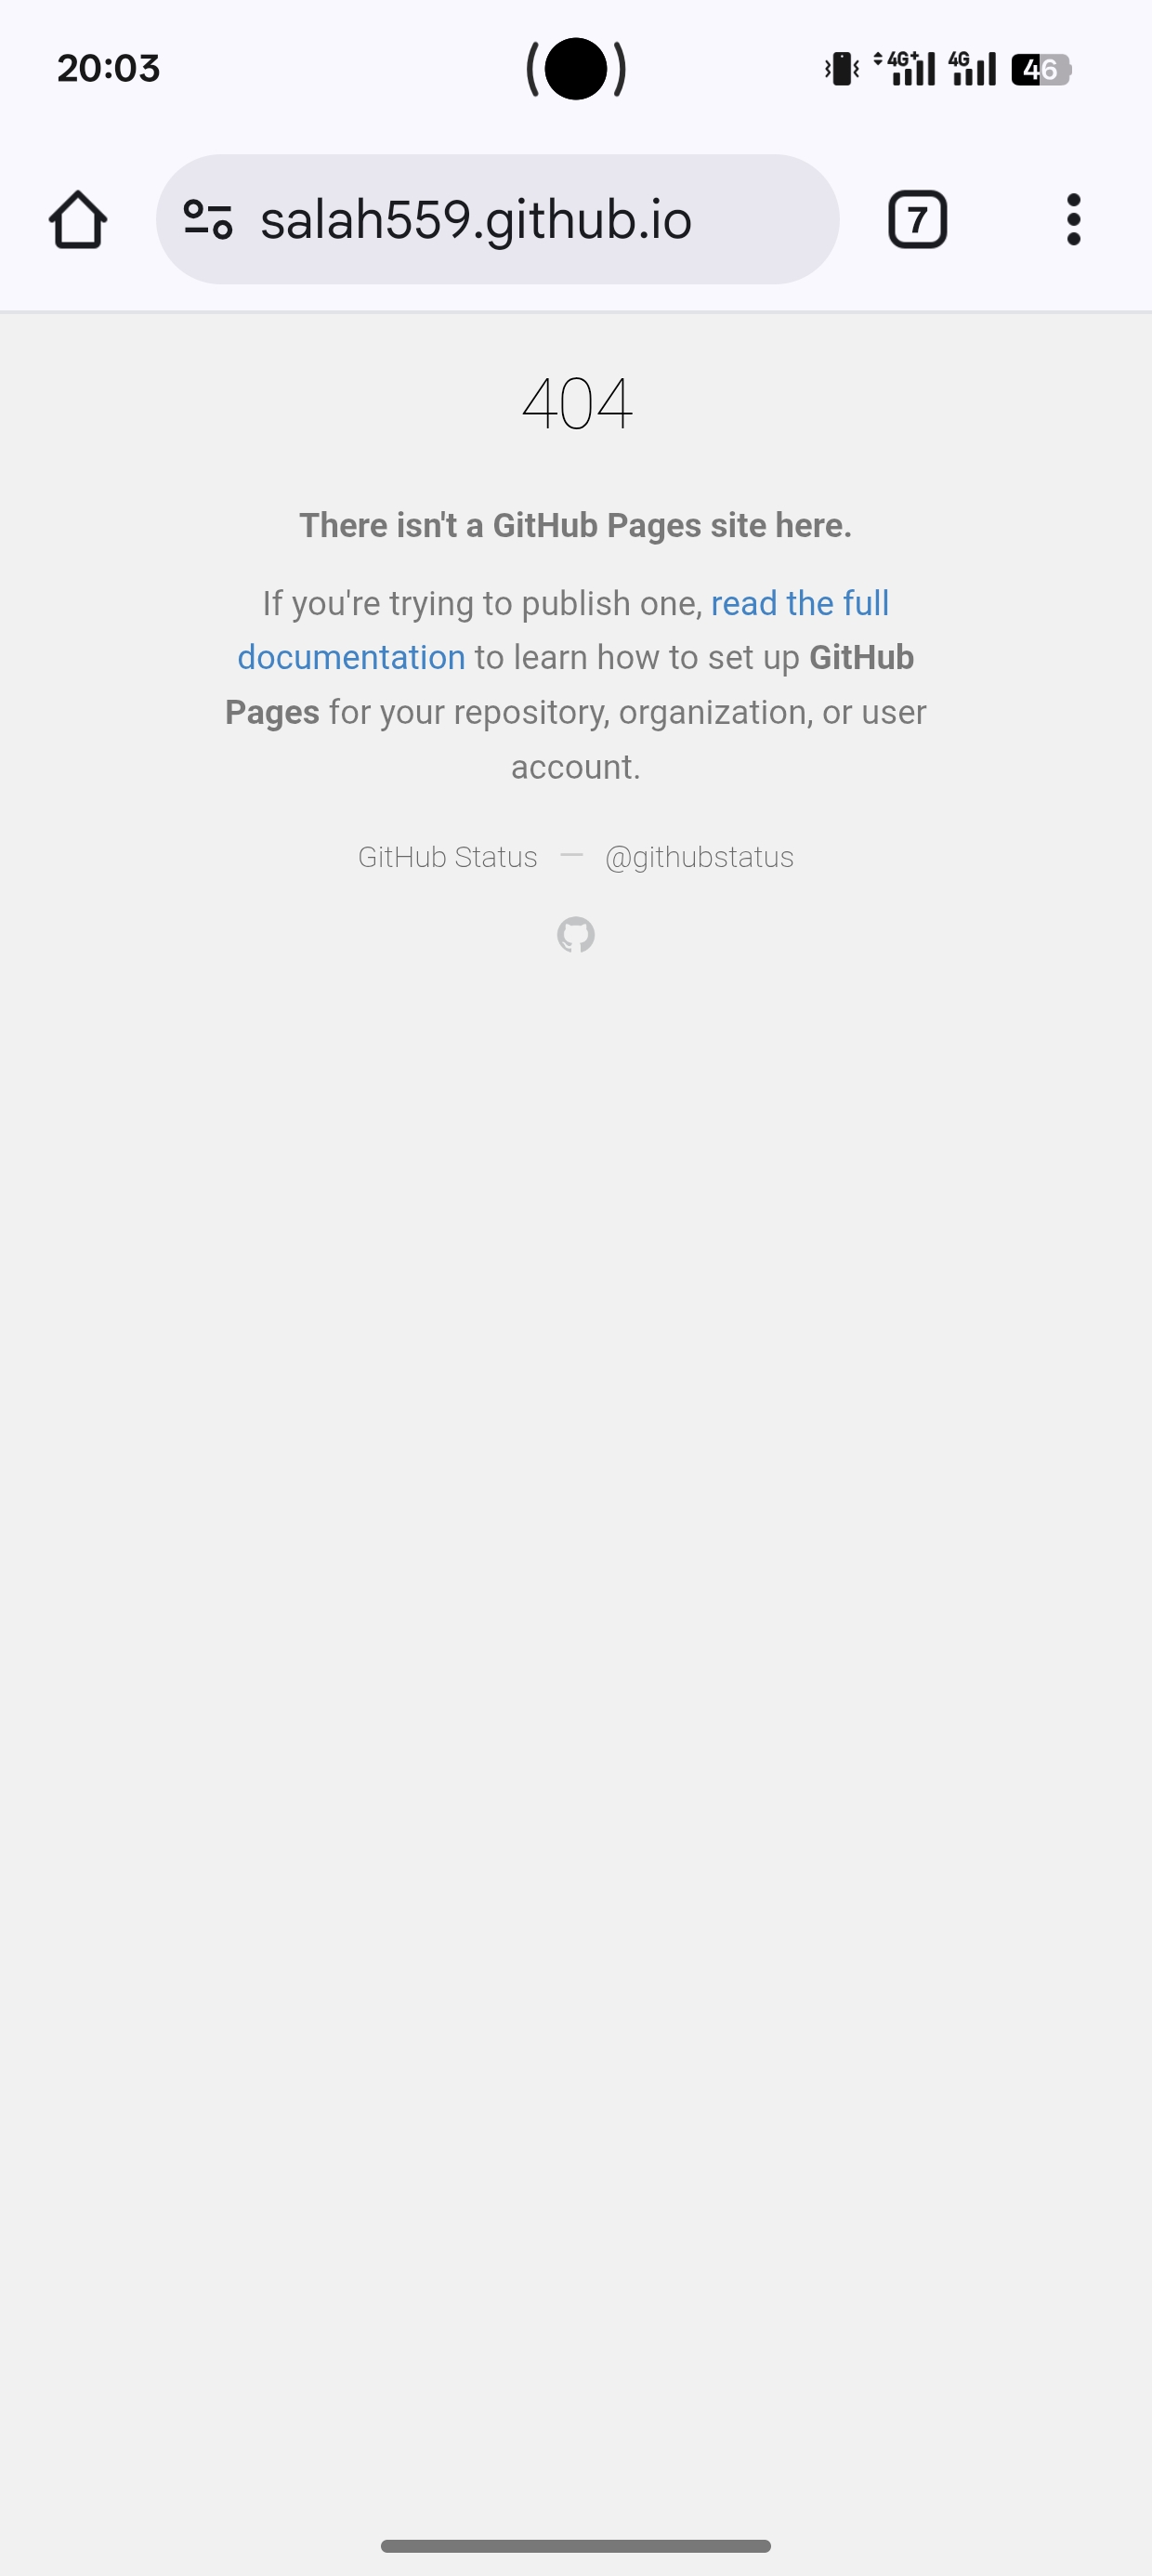 20:03
4G+
4G
46
salah559.github.io
7
404
There isn't a GitHub Pages site here.
If you're trying to publish one, read the full
documentation to learn how to set up GitHub
Pages for your repository, organization, or user
account.
GitHub Status — @githubstatus